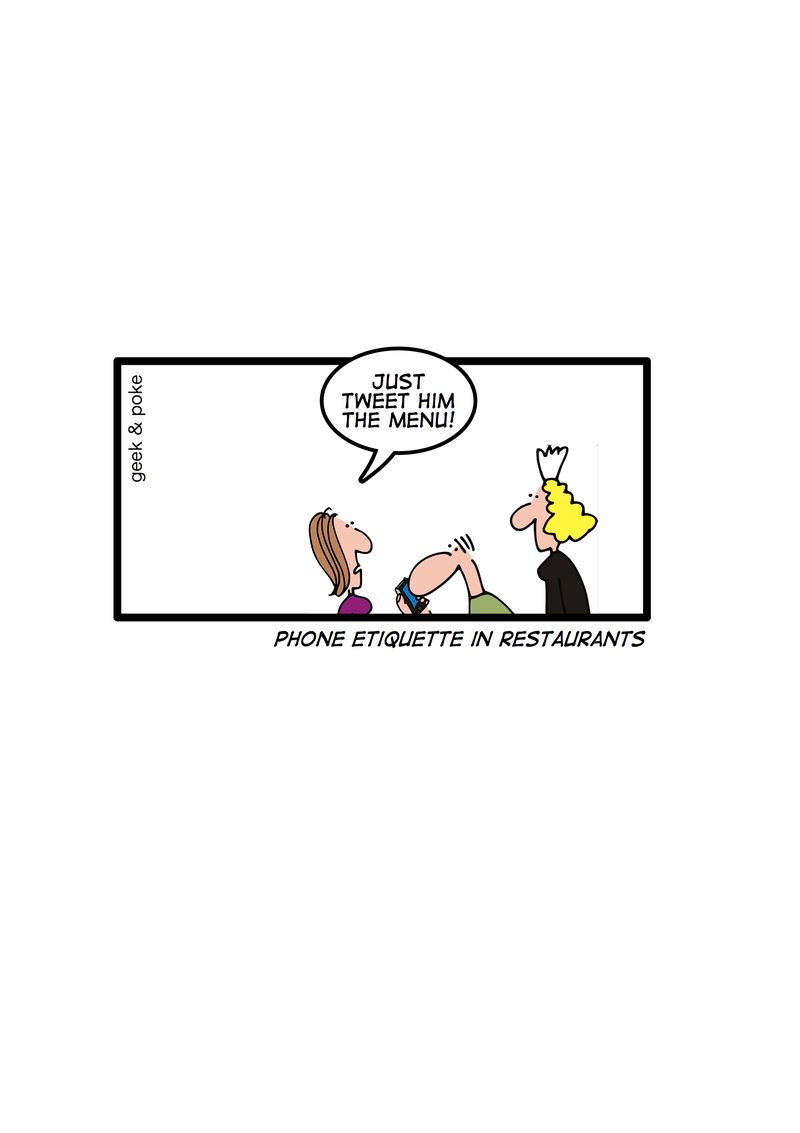 geek & poke
JUST
TWEET HIM
THE MENU!
PHONE ETIQUETTE IN RESTAURANTS